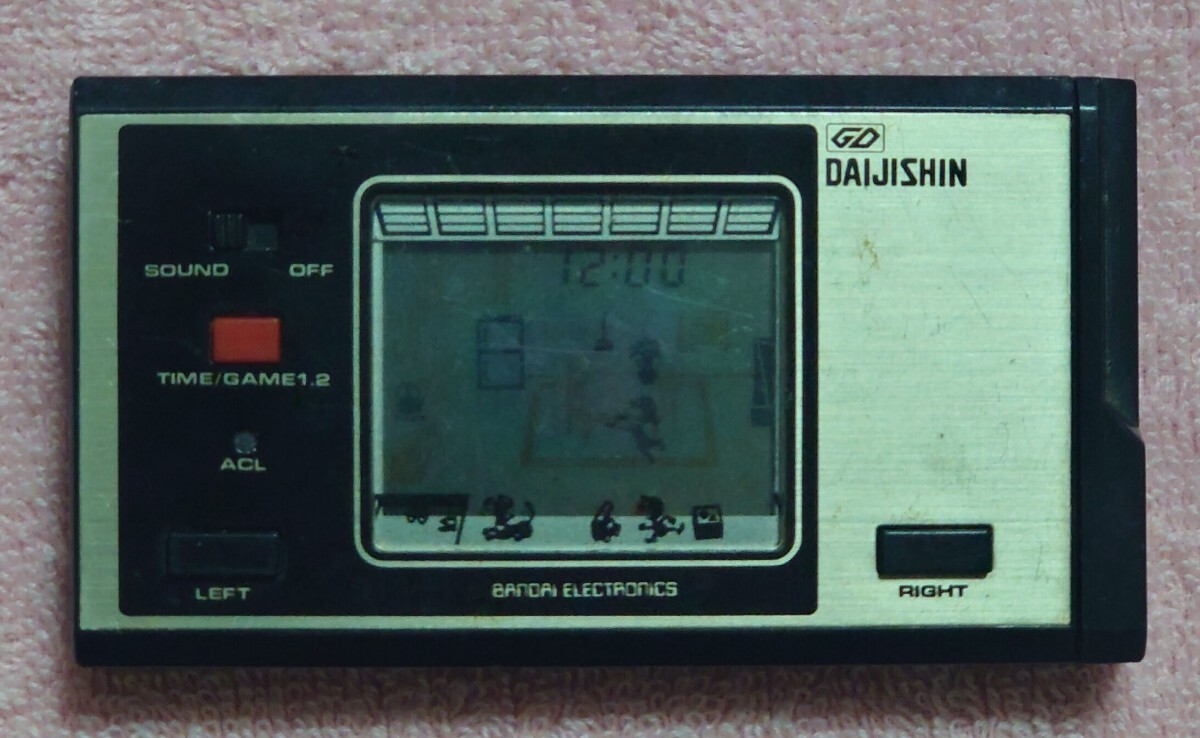 GD
DAIJISHIN
12:00
SOUND OFF
TIME/GAME1.2
ACL
LEFT
RIGHT
BANDAI ELECTRONICS